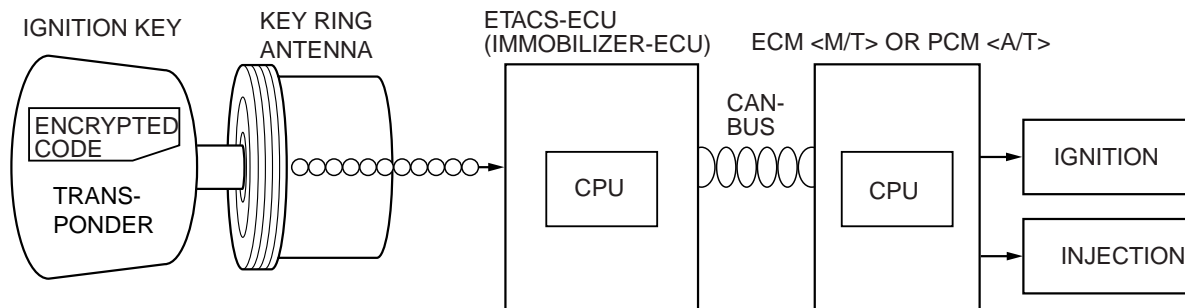 IGNITION KEY
KEY RING
ANTENNA
ETACS-ECU
(IMMOBILIZER-ECU)
ECM <M/T> OR PCM <A/T>
ENCRYPTED
CODE
TRANS-
PONDER
CPU
CAN-
BUS
CPU
IGNITION
INJECTION